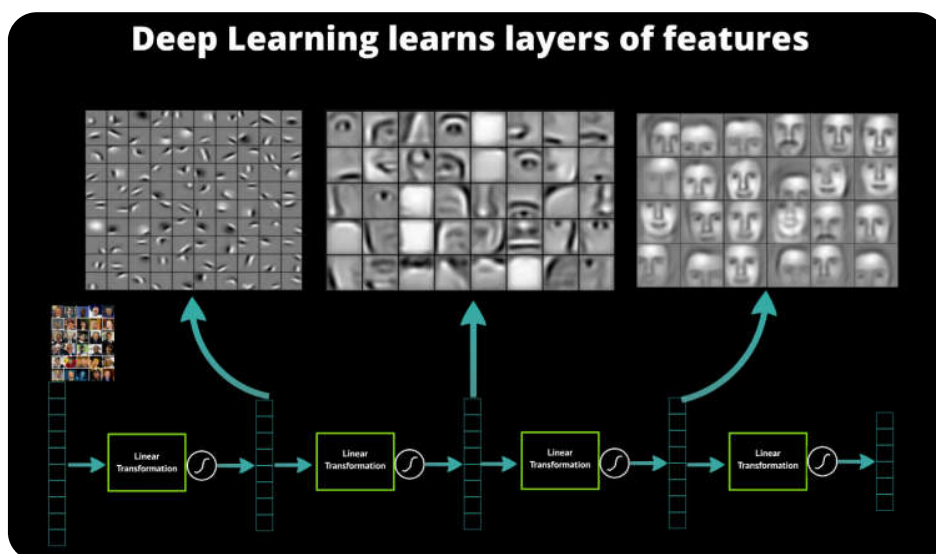 Deep Learning learns layers of features
Linear
Transformation
Linear
Transformation
Linear
Transformation
Linear
Transformation